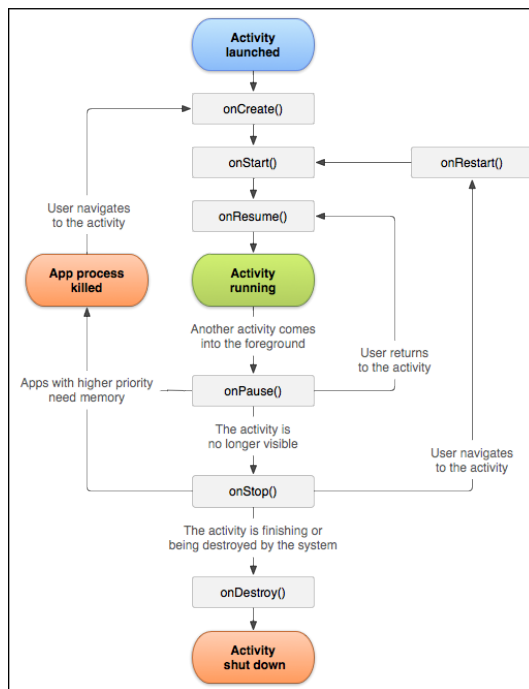 Activity
launched
onCreate()
onStart()
onRestart()
User navigates
to the activity
onResume()
App process
killed
Activity
running
Another activity comes
into the foreground
User returns
to the activity
Apps with higher priority
need memory
onPause()
The activity is
no longer visible
User navigates
to the activity
onStop()
The activity is finishing or
being destroyed by the system
onDestroy()
Activity
shut down